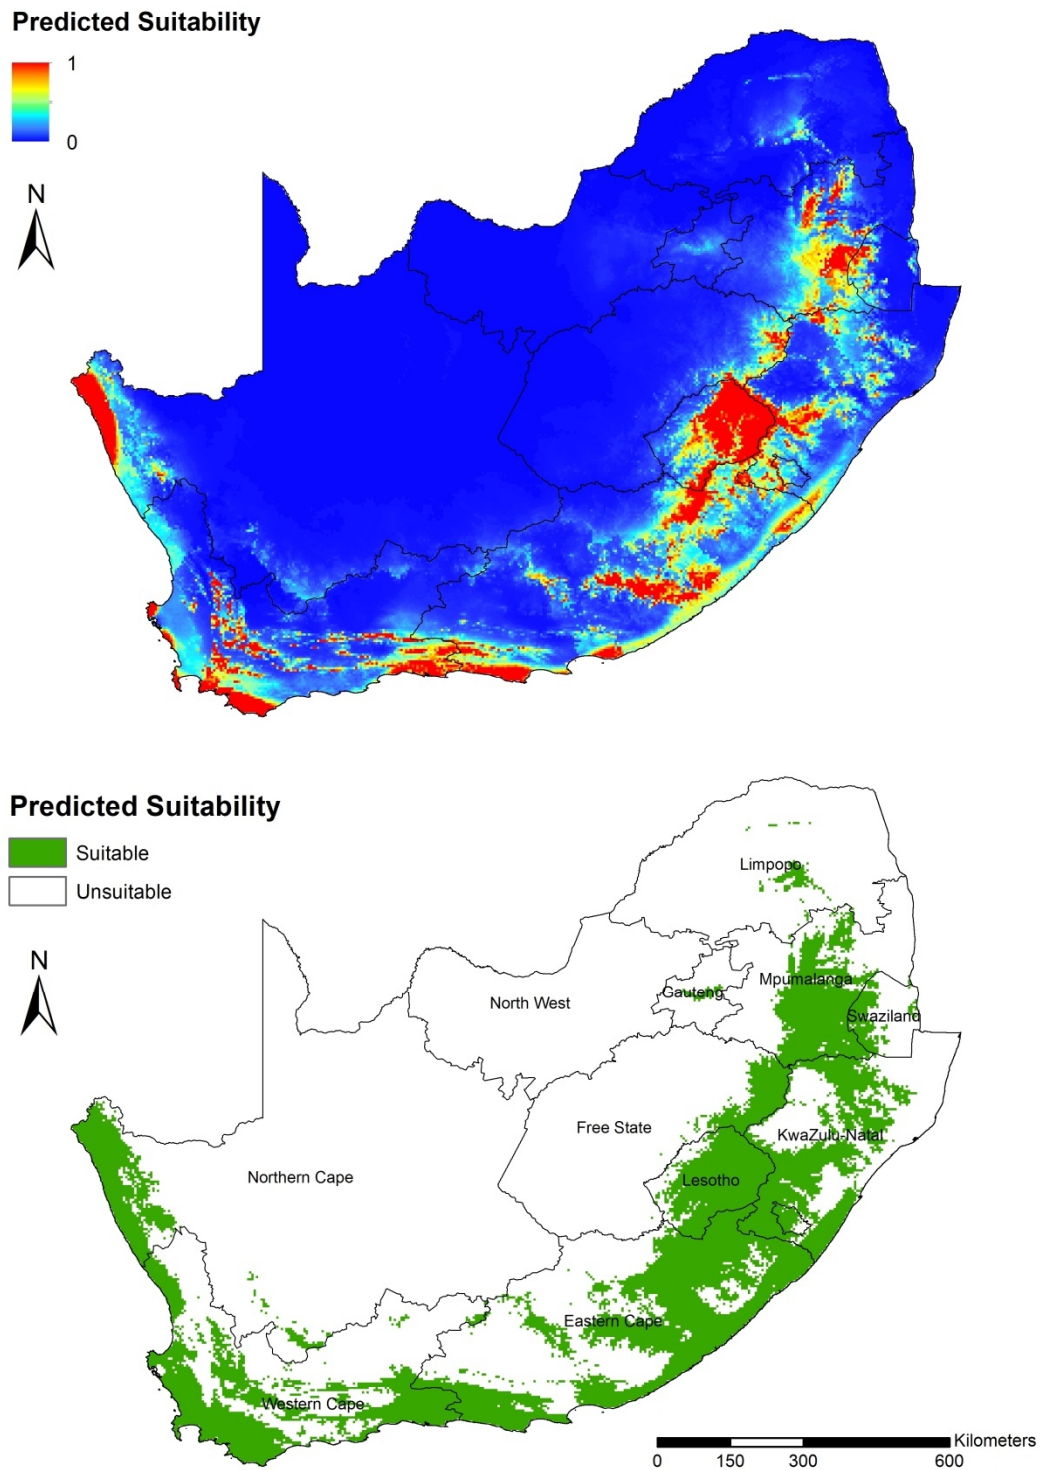 Predicted Suitability
1
0
N
Predicted Suitability
Suitable
Unsuitable
N
Limpopo
Mpumalanga
Gauteng
North West
Swaziland
Free State
KwaZulu-Natal
Northern Cape
Lesotho
Eastern Cape
Western Cape
Kilometers
0 150 300 600